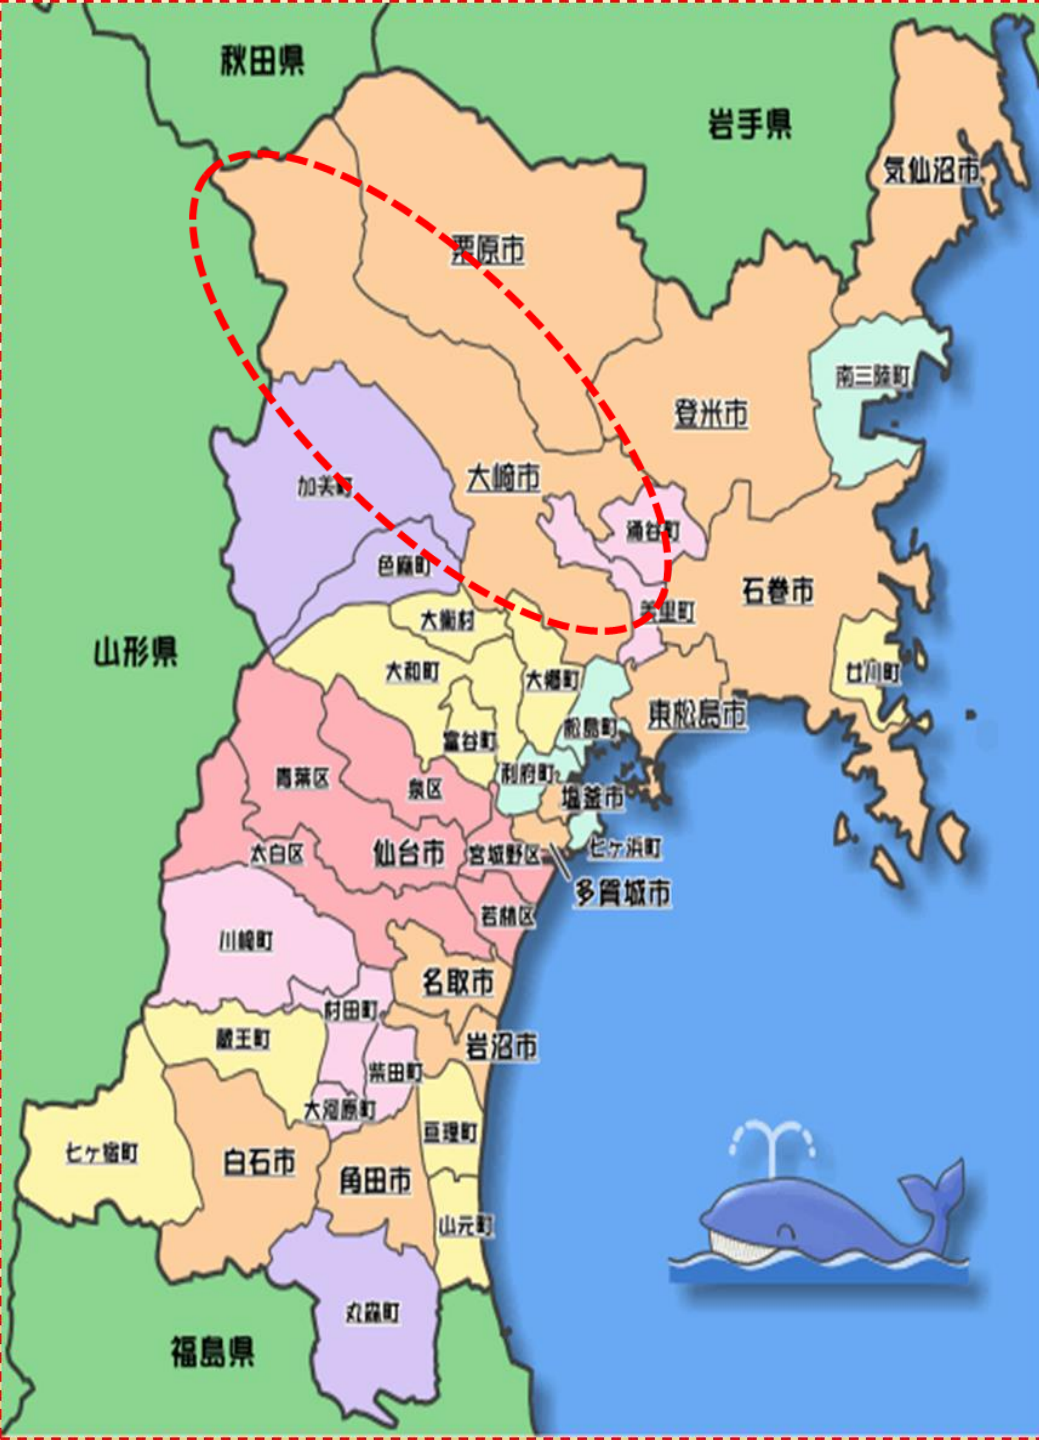 秋田県
岩手県
気仙沼市
栗原市
南三陸町
登米市
大崎市
加美町
涌谷町
色麻町
石巻市
美里町
大衡村
山形県
大和町
大郷町
女川町
東松島市
松島町
富谷町
利府町
青葉区
泉区
塩釜市
太白区
仙台市
宮城野区
七ヶ浜町
多賀城市
若林区
川崎町
名取市
村田町
蔵王町
岩沼市
柴田町
大河原町
亘理町
七ヶ宿町
白石市
角田市
山元町
丸森町
福島県